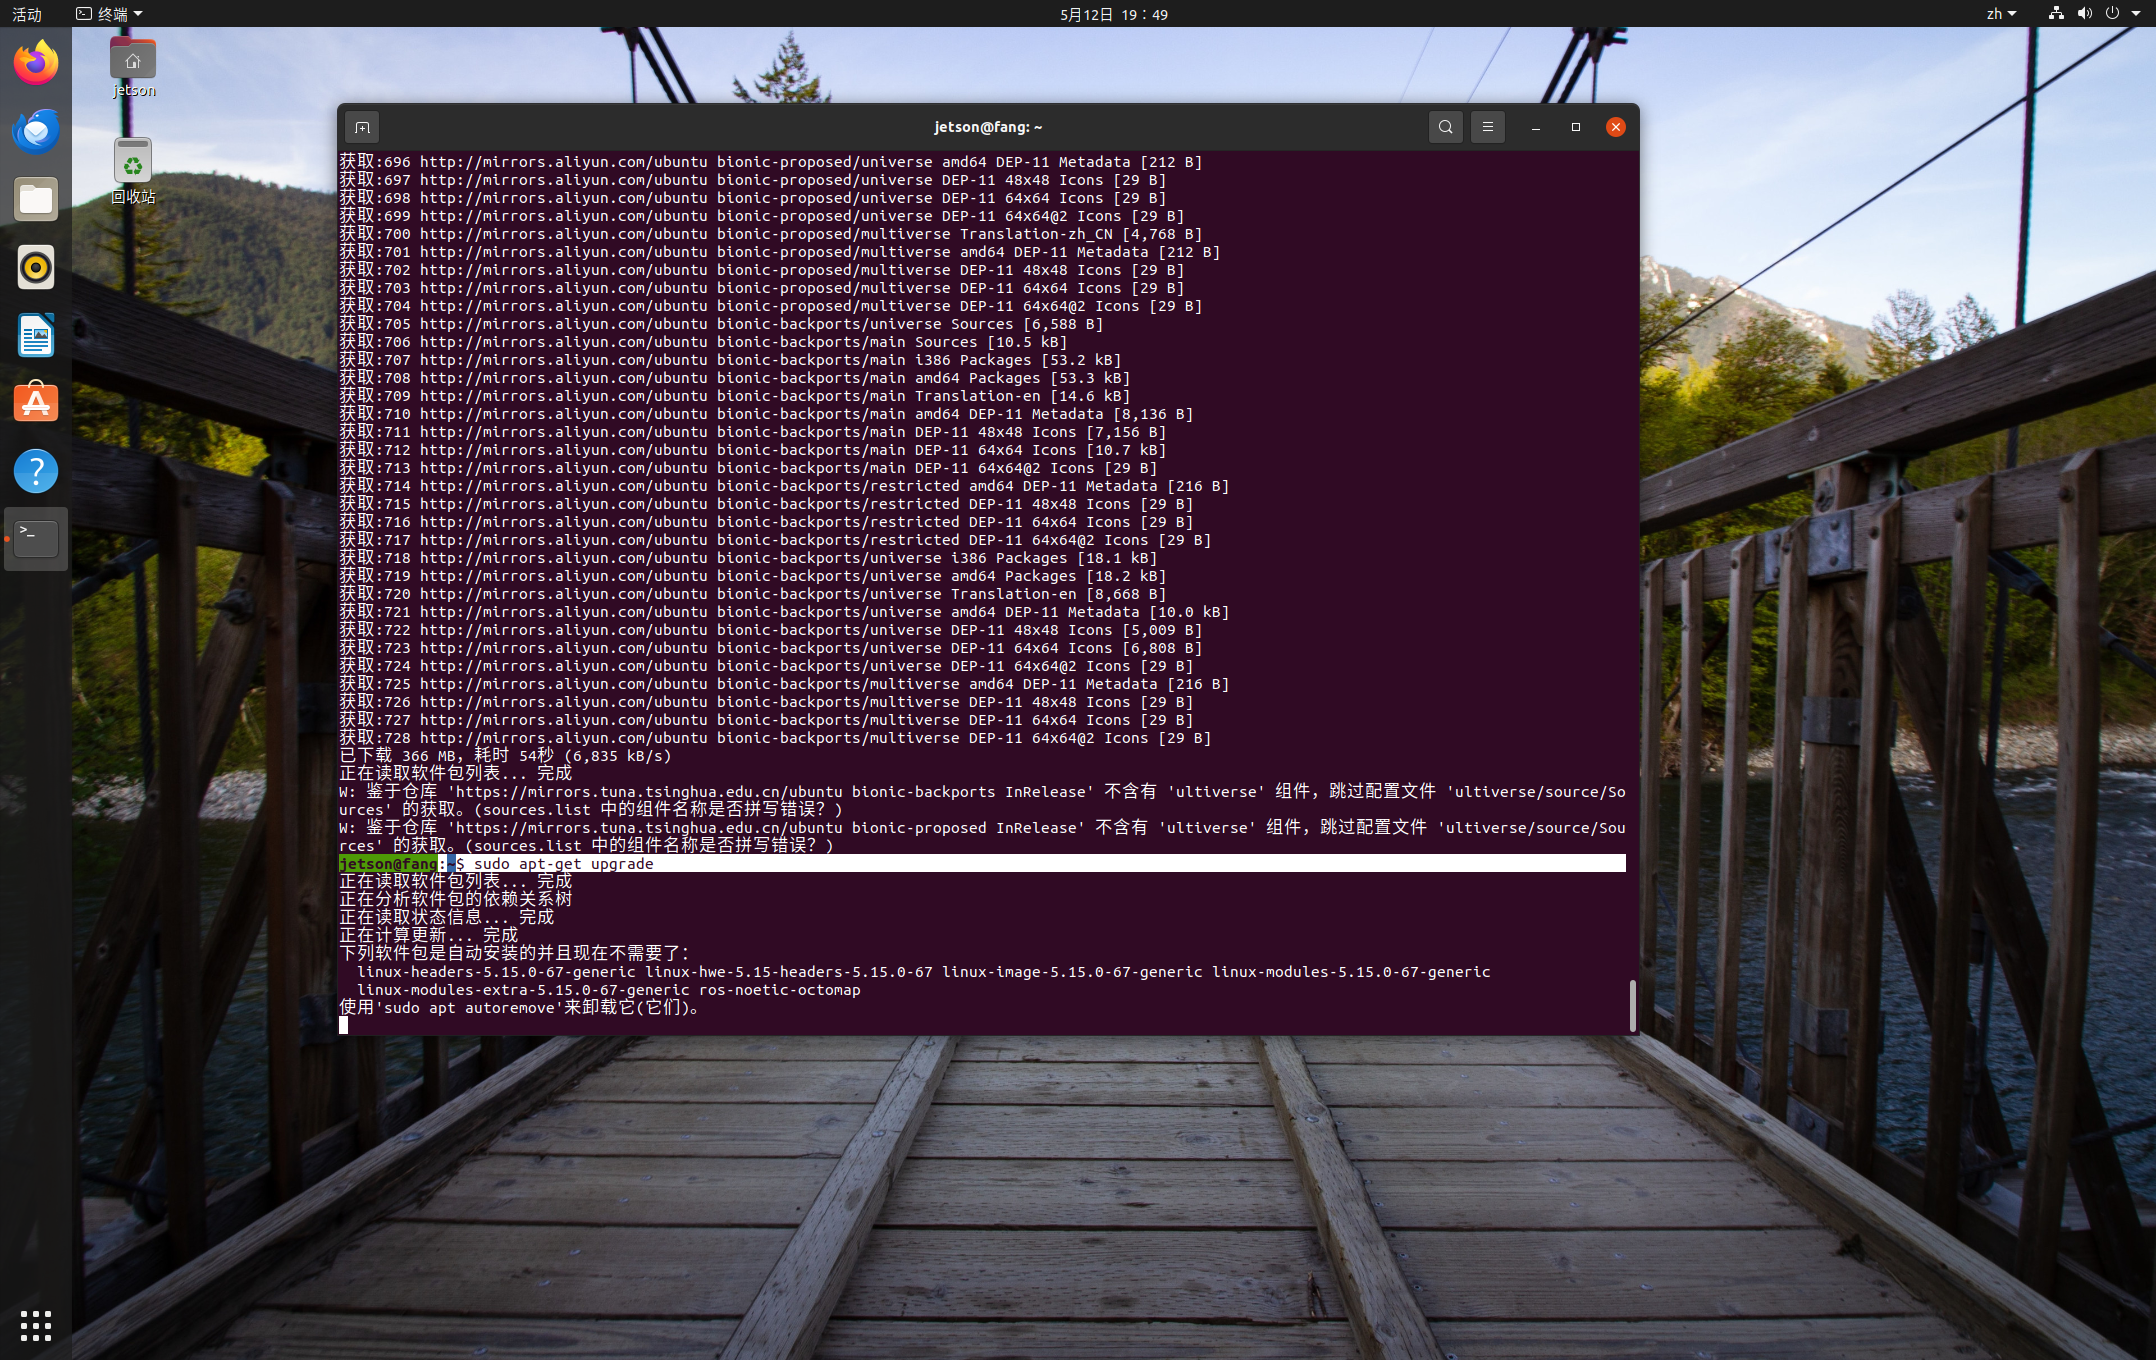 活动
终端
5月12日 19：49
zh
jetson
回收站
jetson@fang: ~
获取:696 http://mirrors.aliyun.com/ubuntu bionic-proposed/universe amd64 DEP-11 Metadata [212 B]
获取:697 http://mirrors.aliyun.com/ubuntu bionic-proposed/universe DEP-11 48x48 Icons [29 B]
获取:698 http://mirrors.aliyun.com/ubuntu bionic-proposed/universe DEP-11 64x64 Icons [29 B]
获取:699 http://mirrors.aliyun.com/ubuntu bionic-proposed/universe DEP-11 64x64@2 Icons [29 B]
获取:700 http://mirrors.aliyun.com/ubuntu bionic-proposed/multiverse Translation-zh_CN [4,768 B]
获取:701 http://mirrors.aliyun.com/ubuntu bionic-proposed/multiverse amd64 DEP-11 Metadata [212 B]
获取:702 http://mirrors.aliyun.com/ubuntu bionic-proposed/multiverse DEP-11 48x48 Icons [29 B]
获取:703 http://mirrors.aliyun.com/ubuntu bionic-proposed/multiverse DEP-11 64x64 Icons [29 B]
获取:704 http://mirrors.aliyun.com/ubuntu bionic-proposed/multiverse DEP-11 64x64@2 Icons [29 B]
获取:705 http://mirrors.aliyun.com/ubuntu bionic-backports/universe Sources [6,588 B]
获取:706 http://mirrors.aliyun.com/ubuntu bionic-backports/main Sources [10.5 kB]
获取:707 http://mirrors.aliyun.com/ubuntu bionic-backports/main i386 Packages [53.2 kB]
获取:708 http://mirrors.aliyun.com/ubuntu bionic-backports/main amd64 Packages [53.3 kB]
获取:709 http://mirrors.aliyun.com/ubuntu bionic-backports/main Translation-en [14.6 kB]
获取:710 http://mirrors.aliyun.com/ubuntu bionic-backports/main amd64 DEP-11 Metadata [8,136 B]
获取:711 http://mirrors.aliyun.com/ubuntu bionic-backports/main DEP-11 48x48 Icons [7,156 B]
获取:712 http://mirrors.aliyun.com/ubuntu bionic-backports/main DEP-11 64x64 Icons [10.7 kB]
获取:713 http://mirrors.aliyun.com/ubuntu bionic-backports/main DEP-11 64x64@2 Icons [29 B]
获取:714 http://mirrors.aliyun.com/ubuntu bionic-backports/restricted amd64 DEP-11 Metadata [216 B]
获取:715 http://mirrors.aliyun.com/ubuntu bionic-backports/restricted DEP-11 48x48 Icons [29 B]
获取:716 http://mirrors.aliyun.com/ubuntu bionic-backports/restricted DEP-11 64x64 Icons [29 B]
获取:717 http://mirrors.aliyun.com/ubuntu bionic-backports/restricted DEP-11 64x64@2 Icons [29 B]
获取:718 http://mirrors.aliyun.com/ubuntu bionic-backports/universe i386 Packages [18.1 kB]
获取:719 http://mirrors.aliyun.com/ubuntu bionic-backports/universe amd64 Packages [18.2 kB]
获取:720 http://mirrors.aliyun.com/ubuntu bionic-backports/universe Translation-en [8,668 B]
获取:721 http://mirrors.aliyun.com/ubuntu bionic-backports/universe amd64 DEP-11 Metadata [10.0 kB]
获取:722 http://mirrors.aliyun.com/ubuntu bionic-backports/universe DEP-11 48x48 Icons [5,009 B]
获取:723 http://mirrors.aliyun.com/ubuntu bionic-backports/universe DEP-11 64x64 Icons [6,808 B]
获取:724 http://mirrors.aliyun.com/ubuntu bionic-backports/universe DEP-11 64x64@2 Icons [29 B]
获取:725 http://mirrors.aliyun.com/ubuntu bionic-backports/multiverse amd64 DEP-11 Metadata [216 B]
获取:726 http://mirrors.aliyun.com/ubuntu bionic-backports/multiverse DEP-11 48x48 Icons [29 B]
获取:727 http://mirrors.aliyun.com/ubuntu bionic-backports/multiverse DEP-11 64x64 Icons [29 B]
获取:728 http://mirrors.aliyun.com/ubuntu bionic-backports/multiverse DEP-11 64x64@2 Icons [29 B]
已下载 366 MB，耗时 54秒 (6,835 kB/s)
正在读取软件包列表... 完成
W: 鉴于仓库 'https://mirrors.tuna.tsinghua.edu.cn/ubuntu bionic-backports InRelease' 不含有 'ultiverse' 组件，跳过配置文件 'ultiverse/source/So
urces' 的获取。(sources.list 中的组件名称是否拼写错误？)
W: 鉴于仓库 'https://mirrors.tuna.tsinghua.edu.cn/ubuntu bionic-proposed InRelease' 不含有 'ultiverse' 组件，跳过配置文件 'ultiverse/source/Sou
rces' 的获取。(sources.list 中的组件名称是否拼写错误？)
jetson@fang:~$ sudo apt-get upgrade
正在读取软件包列表... 完成
正在分析软件包的依赖关系树
正在读取状态信息... 完成
正在计算更新... 完成
下列软件包是自动安装的并且现在不需要了：
linux-headers-5.15.0-67-generic linux-hwe-5.15-headers-5.15.0-67 linux-image-5.15.0-67-generic linux-modules-5.15.0-67-generic
linux-modules-extra-5.15.0-67-generic ros-noetic-octomap
使用'sudo apt autoremove'来卸载它(它们)。